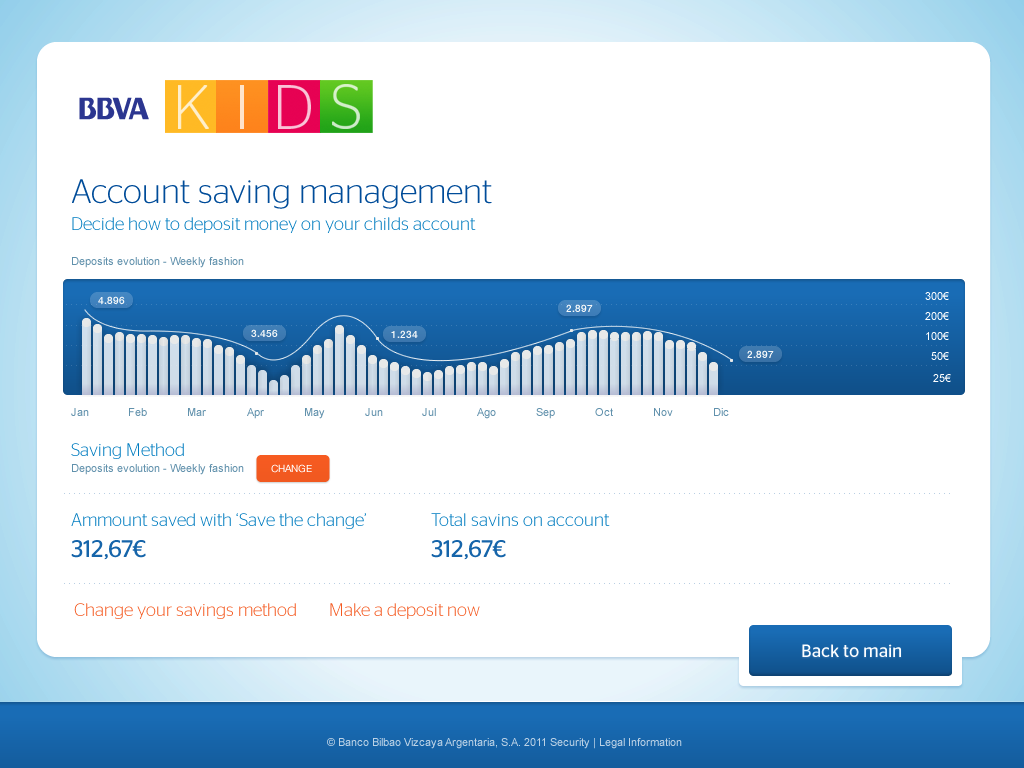 BBVA KIDS
Account saving management
Decide how to deposit money on your childs account
Deposits evolution - Weekly fashion
4.896
3.456
1.234
2.897
2.897
300€
200€
100€
50€
25€
Jan Feb Mar Apr May Jun Jul Ago Sep Oct Nov Dic
Saving Method
Deposits evolution - Weekly fashion
CHANGE
Ammount saved with ‘Save the change’
312,67€
Total savins on account
312,67€
Change your savings method
Make a deposit now
Back to main
© Banco Bilbao Vizcaya Argentaria, S.A. 2011 Security | Legal Information